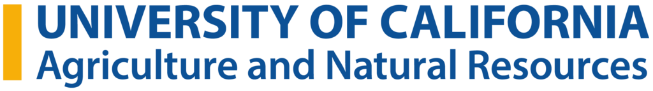 UNIVERSITY OF CALIFORNIA
Agriculture and Natural Resources